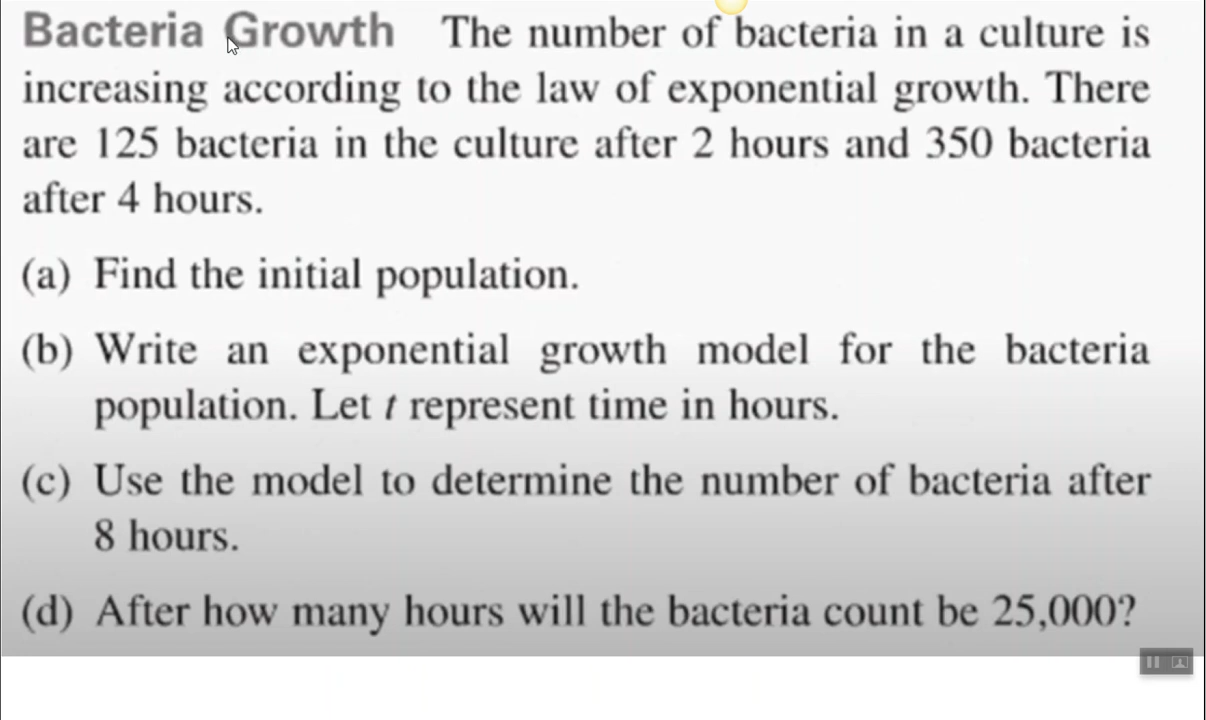 Bacteria Growth The number of bacteria in a culture is
increasing according to the law of exponential growth. There
are 125 bacteria in the culture after 2 hours and 350 bacteria
after 4 hours.
(a) Find the initial population.
(b) Write an exponential growth model for the bacteria
population. Let t represent time in hours.
(c) Use the model to determine the number of bacteria after
8 hours.
(d) After how many hours will the bacteria count be 25,000?